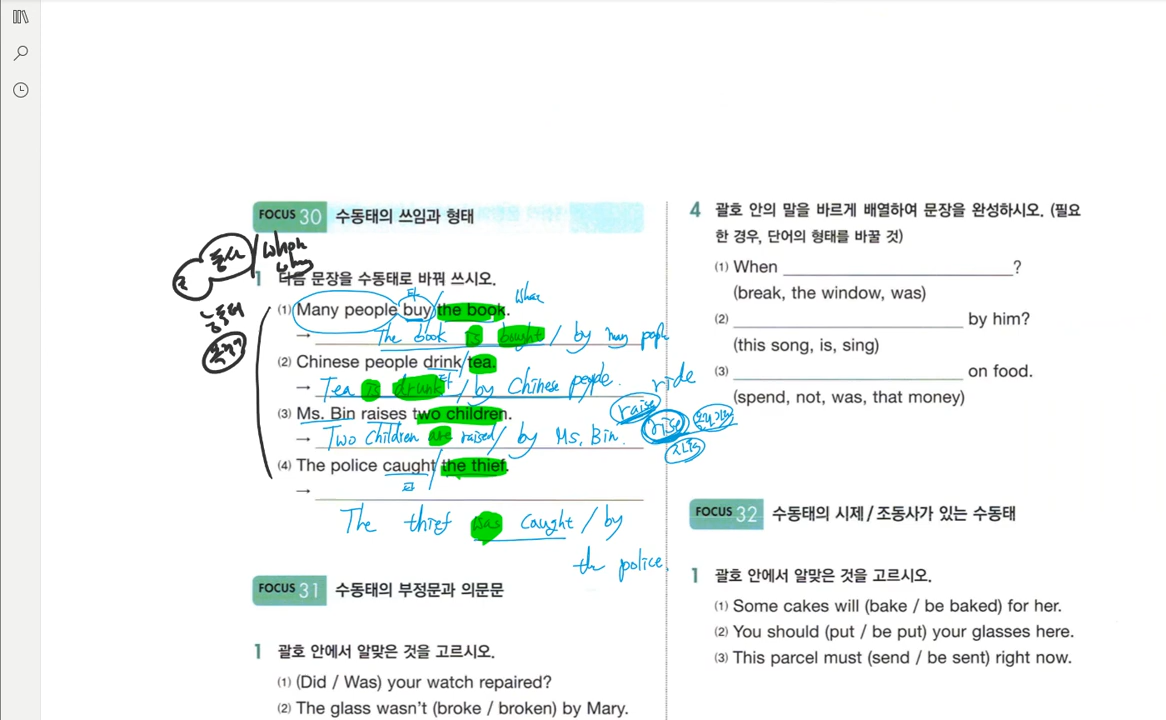 FOCUS 30 수동태의 쓰임과 형태
동사 / when
why
1 다음 문장을 수동태로 바꿔 쓰시오.
what
타
(1) Many people buy / the book.
능동태
→ The book is bought / by many people
(2) Chinese people drink / tea.
타
→ Tea is drunk / by Chinese people.
ride
(3) Ms. Bin raises two children.
raise
rise
→ Two children are raised / by Ms. Bin.
(4) The police caught / the thief.
타
→
The thief was caught / by
the police.
FOCUS 31 수동태의 부정문과 의문문
1 괄호 안에서 알맞은 것을 고르시오.
(1) (Did / Was) your watch repaired?
(2) The glass wasn't (broke / broken) by Mary.
4 괄호 안의 말을 바르게 배열하여 문장을 완성하시오. (필요
한 경우, 단어의 형태를 바꿀 것)
(1) When ______________________________?
(break, the window, was)
(2) ______________________________ by him?
(this song, is, sing)
(3) ______________________________ on food.
(spend, not, was, that money)
FOCUS 32 수동태의 시제 / 조동사가 있는 수동태
1 괄호 안에서 알맞은 것을 고르시오.
(1) Some cakes will (bake / be baked) for her.
(2) You should (put / be put) your glasses here.
(3) This parcel must (send / be sent) right now.